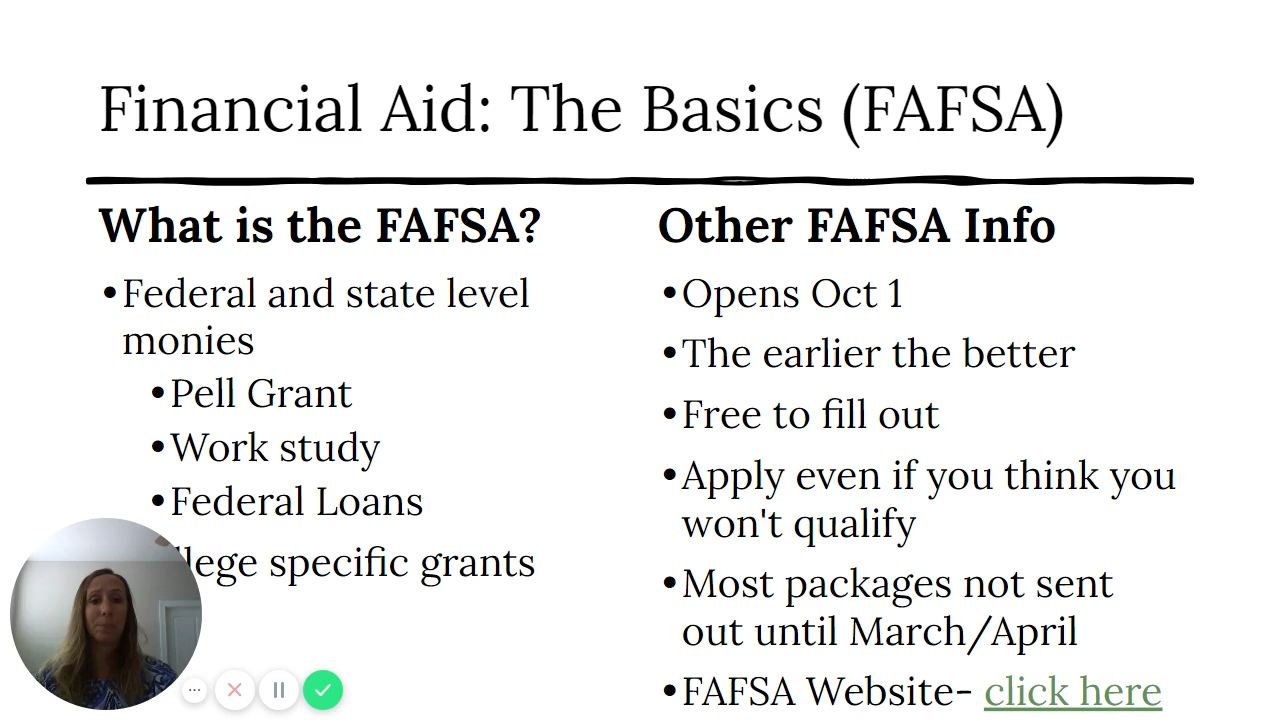 Financial Aid: The Basics (FAFSA)
What is the FAFSA?
•Federal and state level
monies
•Pell Grant
•Work study
•Federal Loans
specific grants
Other FAFSA Info
•Opens Oct 1
•The earlier the better
•Free to fill out
•Apply even if you think you
won't qualify
•Most packages not sent
out until March/April
•FAFSA Website- click here